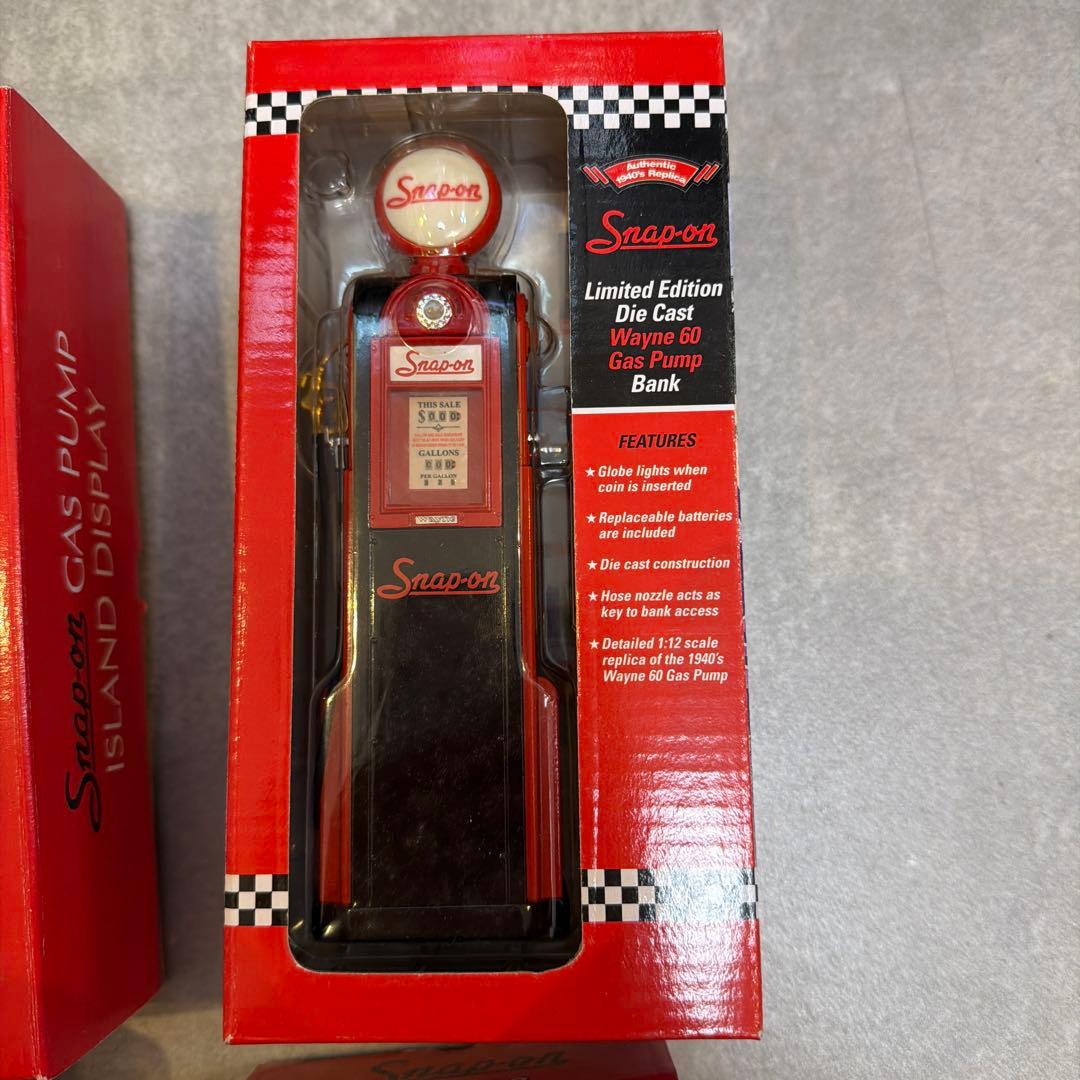 Snap-on GAS PUMP
ISLAND DISPLAY
Snap-on
Snap-on
THIS SALE
$0.00
GALLONS
000
PER GALLON
Snap-on
Authentic
1940's Replica
Snap-on
Limited Edition
Die Cast
Wayne 60
Gas Pump
Bank
FEATURES
★ Globe lights when
coin is inserted
★ Replaceable batteries
are included
★ Die cast construction
★ Hose nozzle acts as
key to bank access
★ Detailed 1:12 scale
replica of the 1940's
Wayne 60 Gas Pump
Snap-on